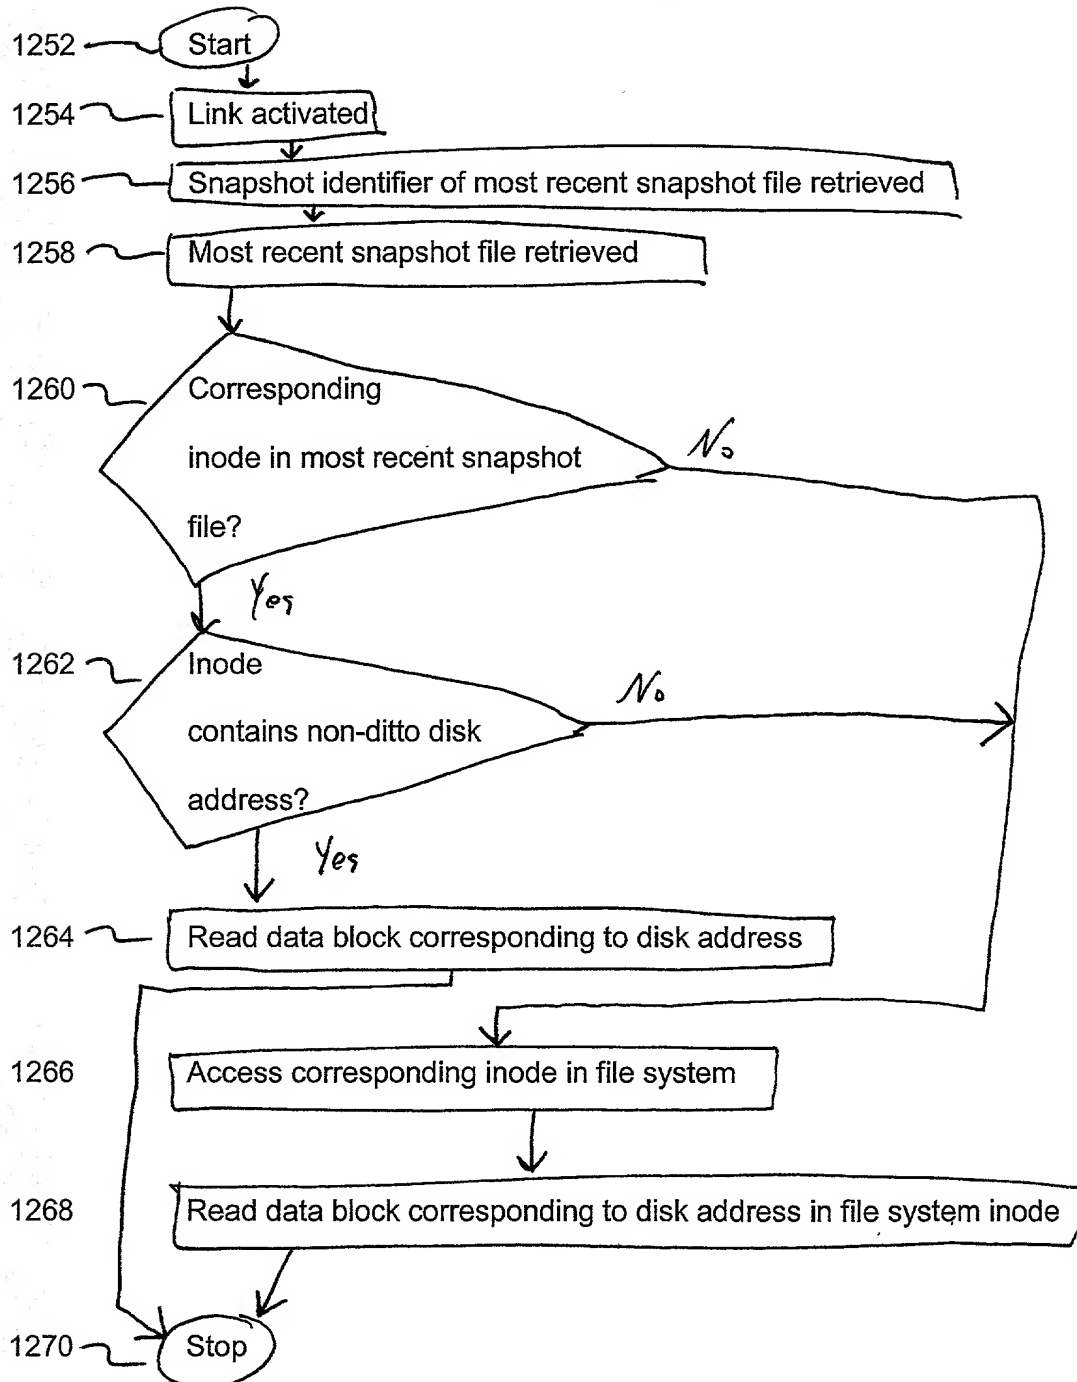 1252 Start
1254 Link activated
1256 Snapshot identifier of most recent snapshot file retrieved
1258 Most recent snapshot file retrieved
1260 Corresponding
No
inode in most recent snapshot
file?
Yes
1262 Inode
No
contains non-ditto disk
address?
Yes
1264 Read data block corresponding to disk address
1266 Access corresponding inode in file system
1268 Read data block corresponding to disk address in file system inode
1270 Stop